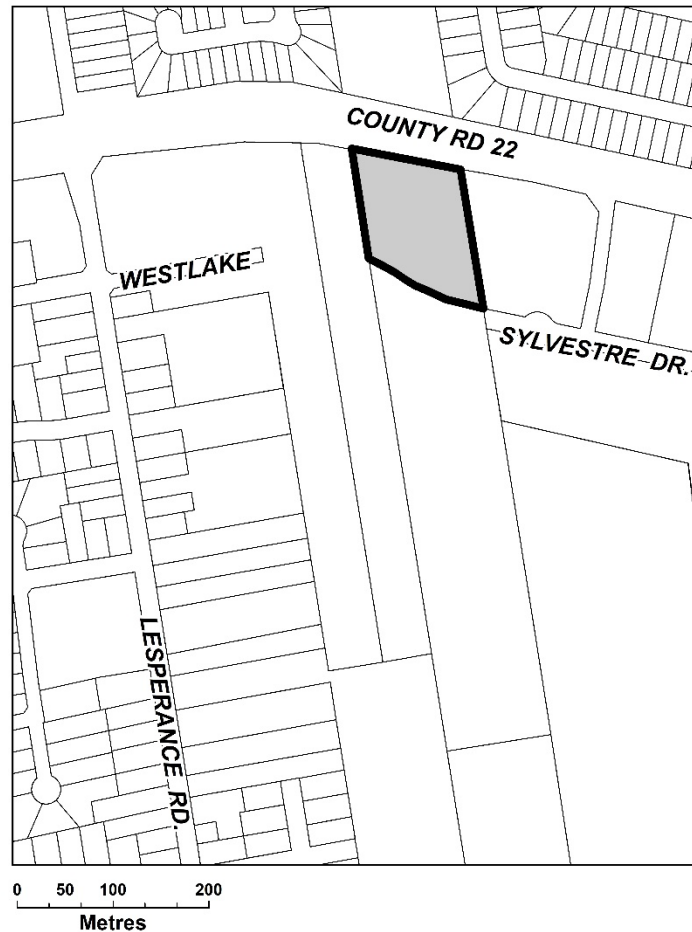 COUNTY RD 22
WESTLAKE
SYLVESTRE DR.
LESPERANCE RD.
0 50 100 200
Metres